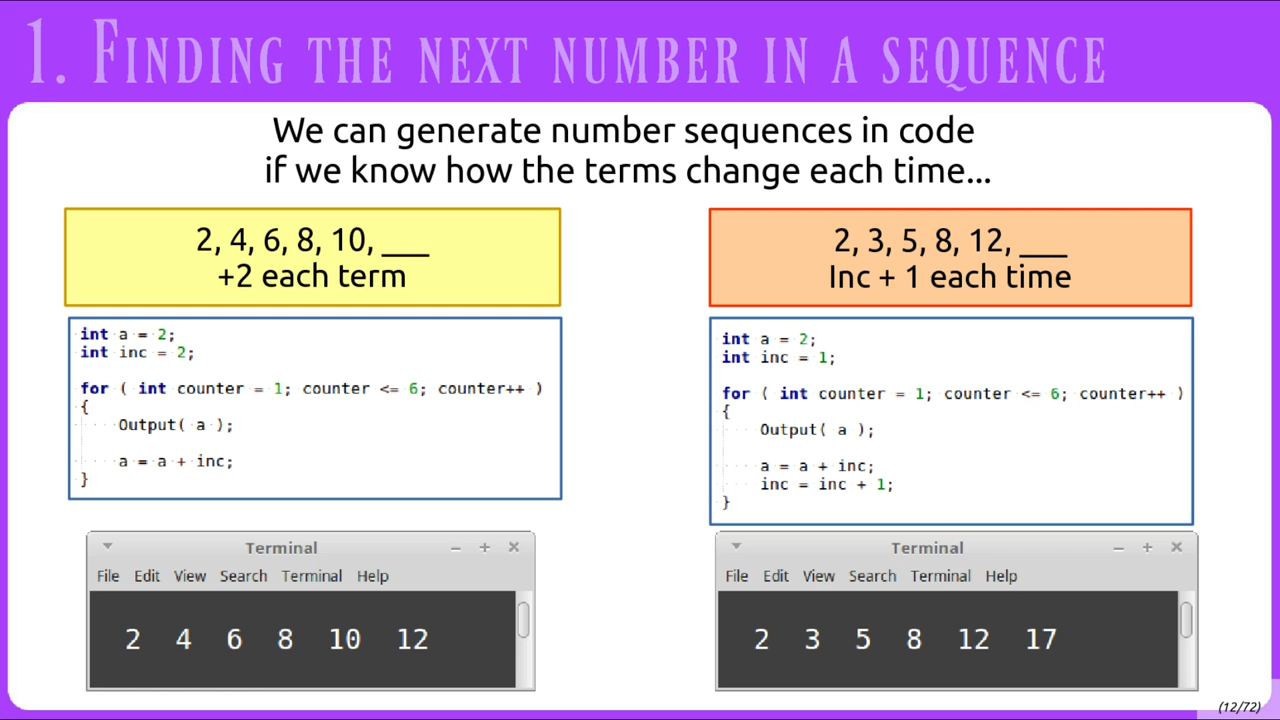 1. Finding the next number in a sequence
We can generate number sequences in code
if we know how the terms change each time...
2, 4, 6, 8, 10, ___
+2 each term
int a = 2;
int inc = 2;
for ( int counter = 1; counter <= 6; counter++ )
{
Output( a );
a = a + inc;
}
Terminal
File Edit View Search Terminal Help
2 4 6 8 10 12
2, 3, 5, 8, 12, ___
Inc + 1 each time
int a = 2;
int inc = 1;
for ( int counter = 1; counter <= 6; counter++ )
{
Output( a );
a = a + inc;
inc = inc + 1;
}
Terminal
File Edit View Search Terminal Help
2 3 5 8 12 17
(12/72)